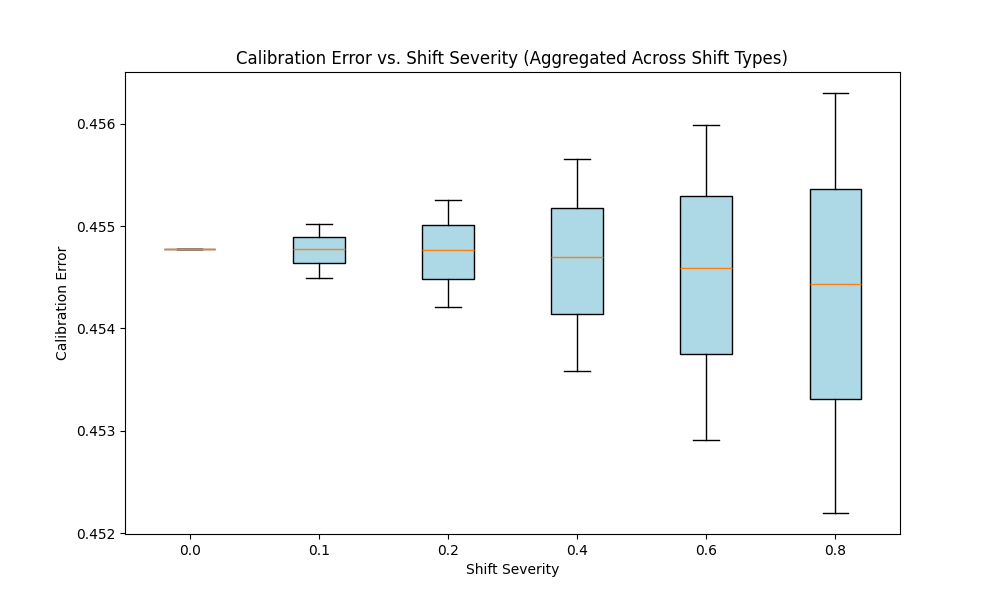 Calibration Error vs. Shift Severity (Aggregated Across Shift Types)
0.456
0.455
0.454
0.453
0.452
Calibration Error
0.0 0.1 0.2 0.4 0.6 0.8
Shift Severity